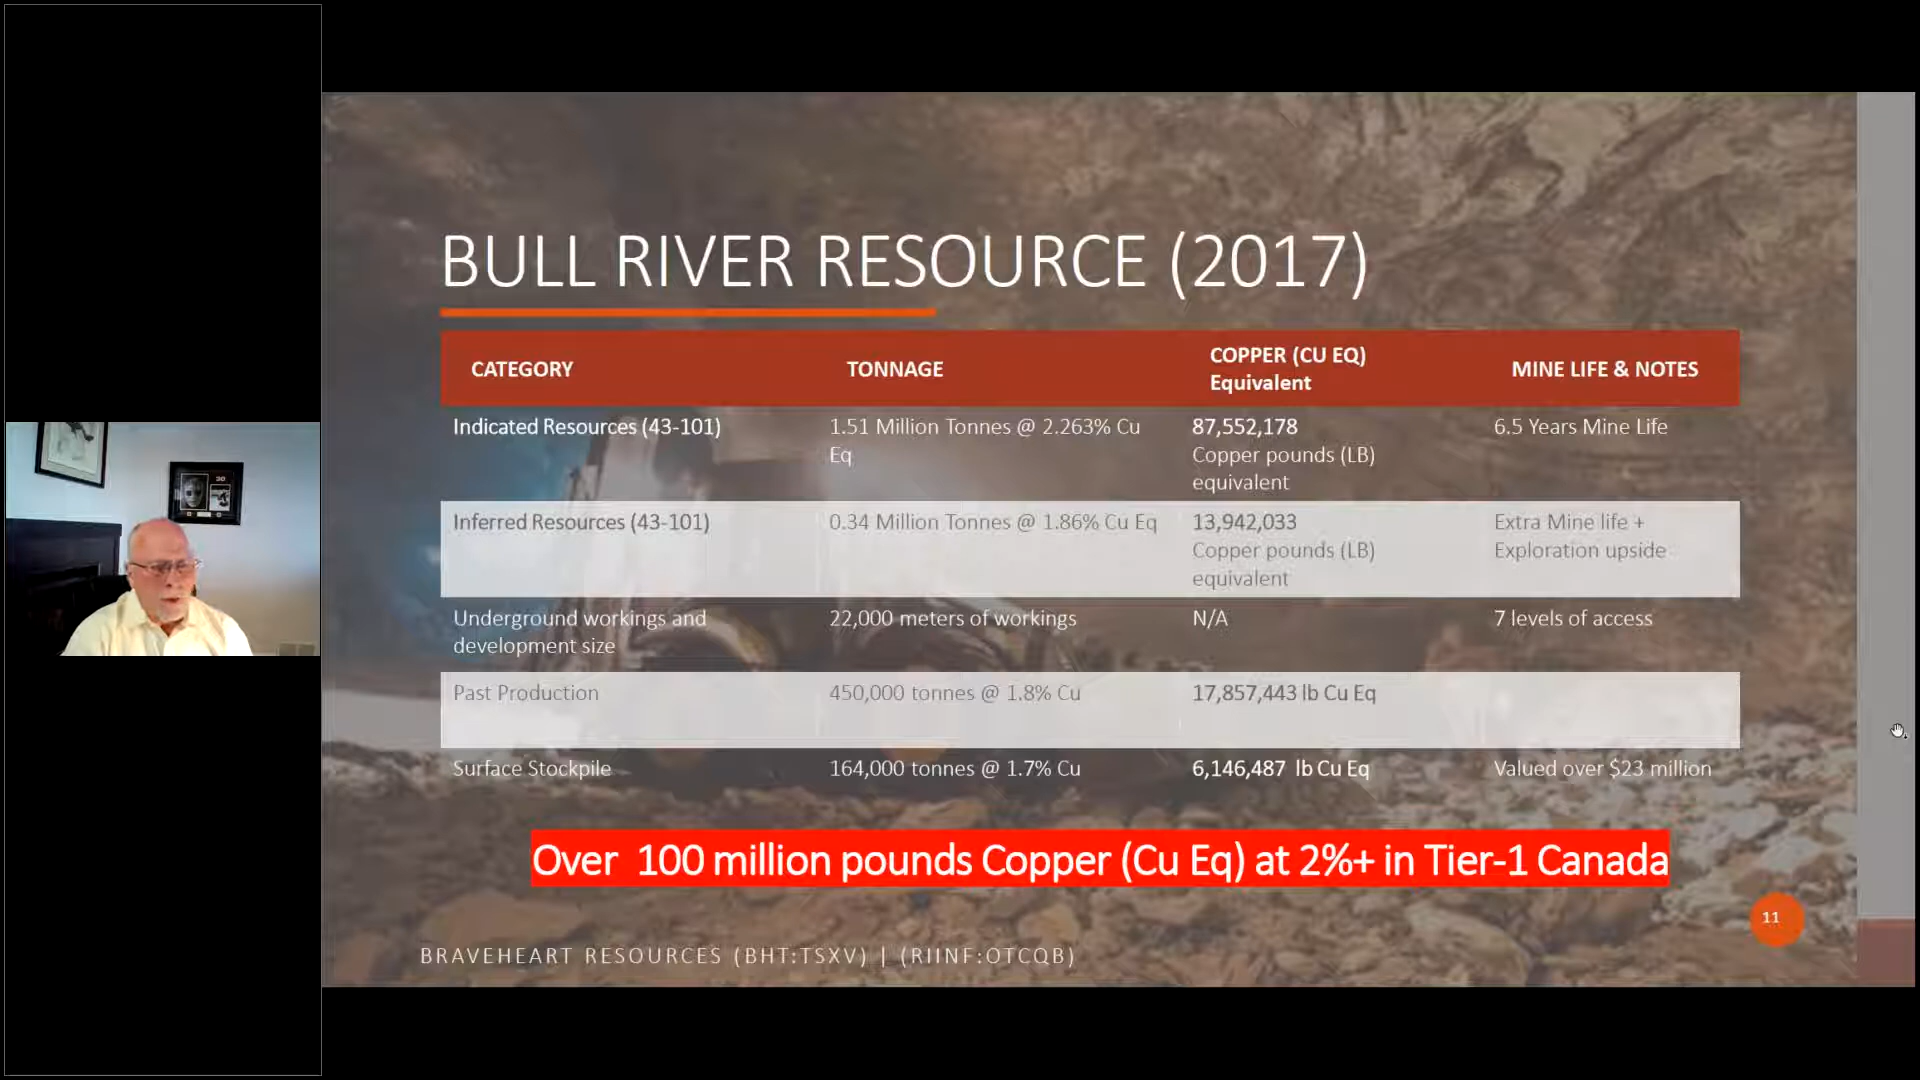 BULL RIVER RESOURCE (2017)
CATEGORY
TONNAGE
COPPER (CU EQ)
Equivalent
MINE LIFE & NOTES
Indicated Resources (43-101)
1.51 Million Tonnes @ 2.263% Cu
Eq
87,552,178
Copper pounds (LB)
equivalent
6.5 Years Mine Life
Inferred Resources (43-101)
0.34 Million Tonnes @ 1.86% Cu Eq
13,942,033
Copper pounds (LB)
equivalent
Extra Mine life +
Exploration upside
Underground workings and
development size
22,000 meters of workings
N/A
7 levels of access
Past Production
450,000 tonnes @ 1.8% Cu
17,857,443 lb Cu Eq
Surface Stockpile
164,000 tonnes @ 1.7% Cu
6,146,487 lb Cu Eq
Valued over $23 million
Over 100 million pounds Copper (Cu Eq) at 2%+ in Tier-1 Canada
11
BRAVEHEART RESOURCES (BHT:TSXV) | (RIINF:OTCQB)
30